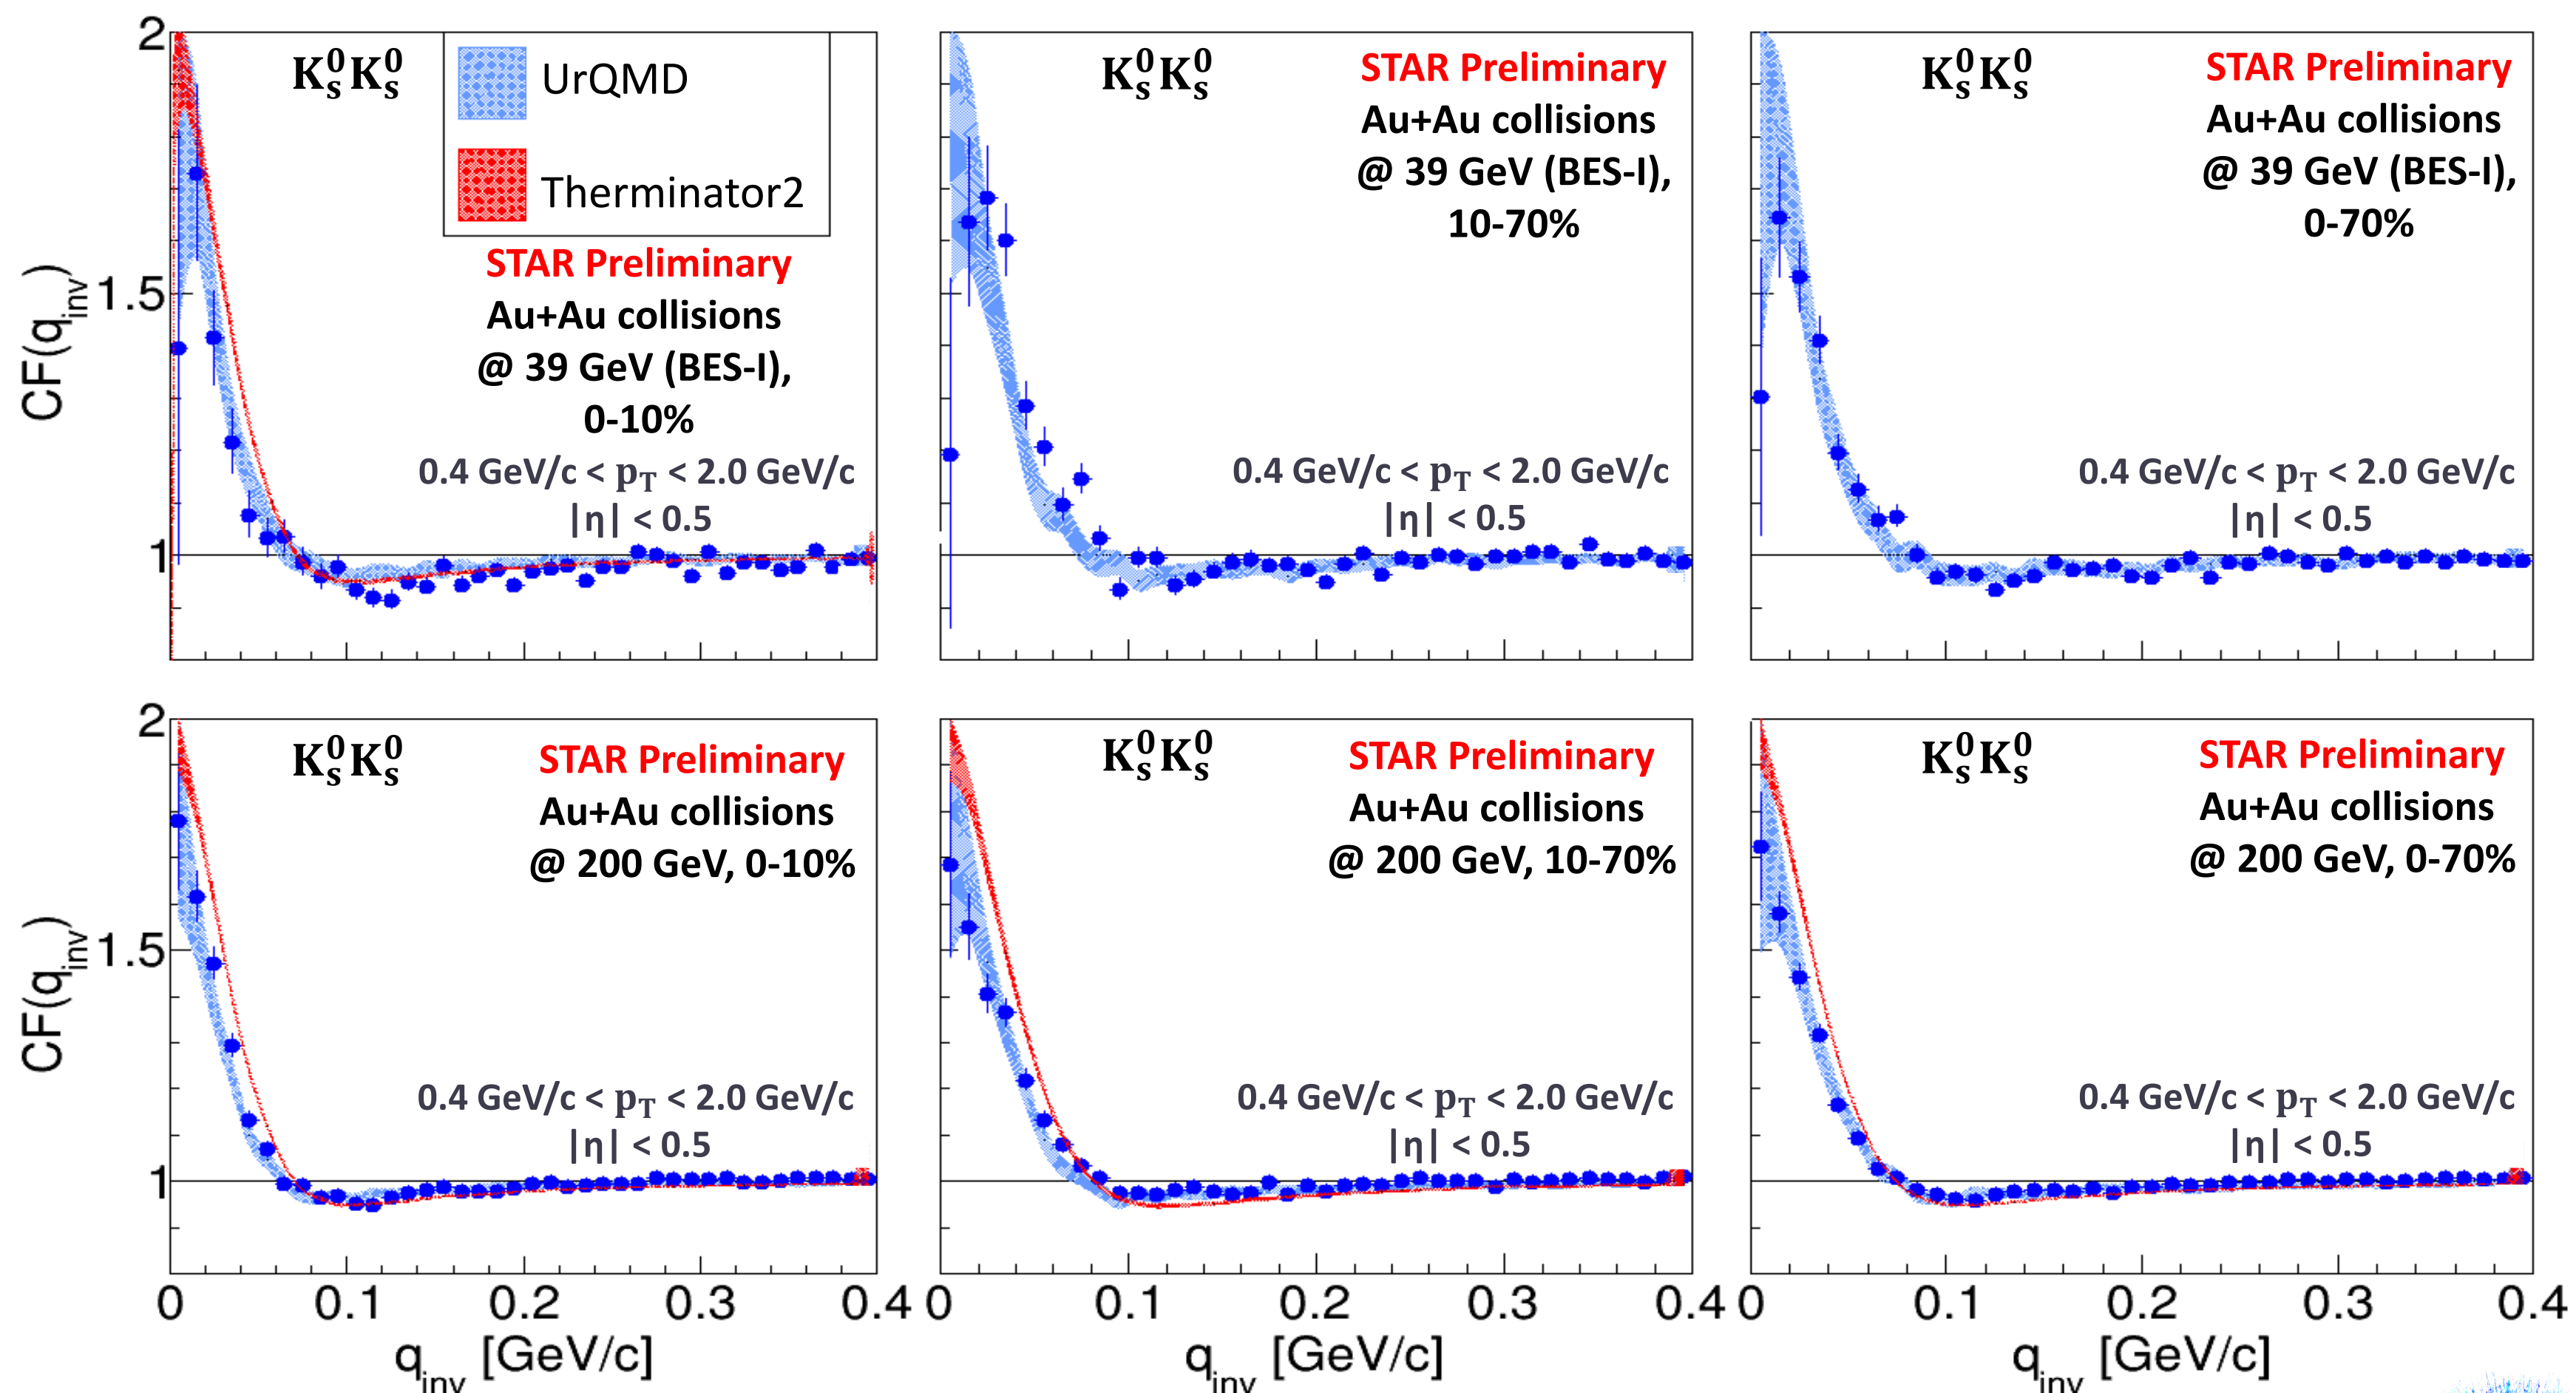 2
K⁰ₛK⁰ₛ
UrQMD
Therminator2
STAR Preliminary
Au+Au collisions
@ 39 GeV (BES-I),
0-10%
0.4 GeV/c < pT < 2.0 GeV/c
|η| < 0.5
CF(qinv)
1.5
1
K⁰ₛK⁰ₛ
STAR Preliminary
Au+Au collisions
@ 39 GeV (BES-I),
10-70%
0.4 GeV/c < pT < 2.0 GeV/c
|η| < 0.5
K⁰ₛK⁰ₛ
STAR Preliminary
Au+Au collisions
@ 39 GeV (BES-I),
0-70%
0.4 GeV/c < pT < 2.0 GeV/c
|η| < 0.5
2
K⁰ₛK⁰ₛ
STAR Preliminary
Au+Au collisions
@ 200 GeV, 0-10%
0.4 GeV/c < pT < 2.0 GeV/c
|η| < 0.5
CF(qinv)
1.5
1
K⁰ₛK⁰ₛ
STAR Preliminary
Au+Au collisions
@ 200 GeV, 10-70%
0.4 GeV/c < pT < 2.0 GeV/c
|η| < 0.5
K⁰ₛK⁰ₛ
STAR Preliminary
Au+Au collisions
@ 200 GeV, 0-70%
0.4 GeV/c < pT < 2.0 GeV/c
|η| < 0.5
0 0.1 0.2 0.3 0.4
qinv [GeV/c]
0 0.1 0.2 0.3 0.4
qinv [GeV/c]
0 0.1 0.2 0.3 0.4
qinv [GeV/c]